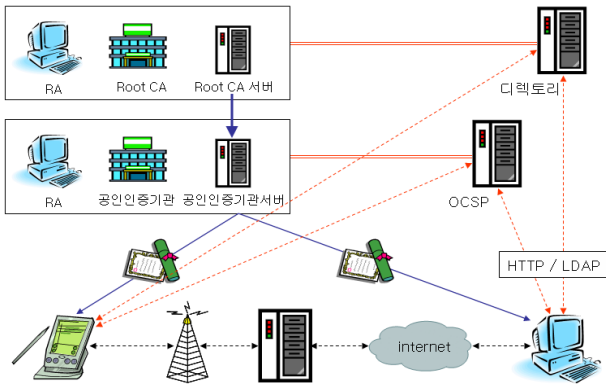 RA
Root CA
Root CA 서버
디렉토리
RA
공인인증기관
공인인증기관서버
OCSP
HTTP / LDAP
internet